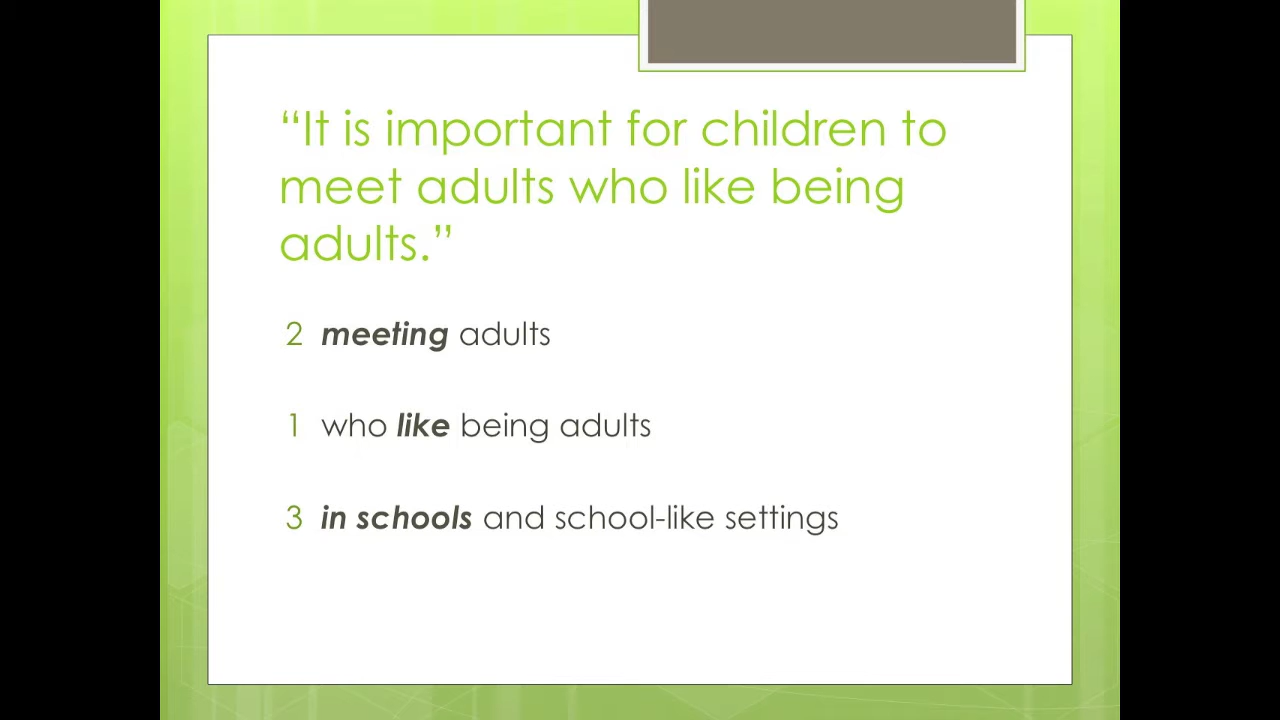 “It is important for children to
meet adults who like being
adults.”
2 meeting adults
1 who like being adults
3 in schools and school-like settings